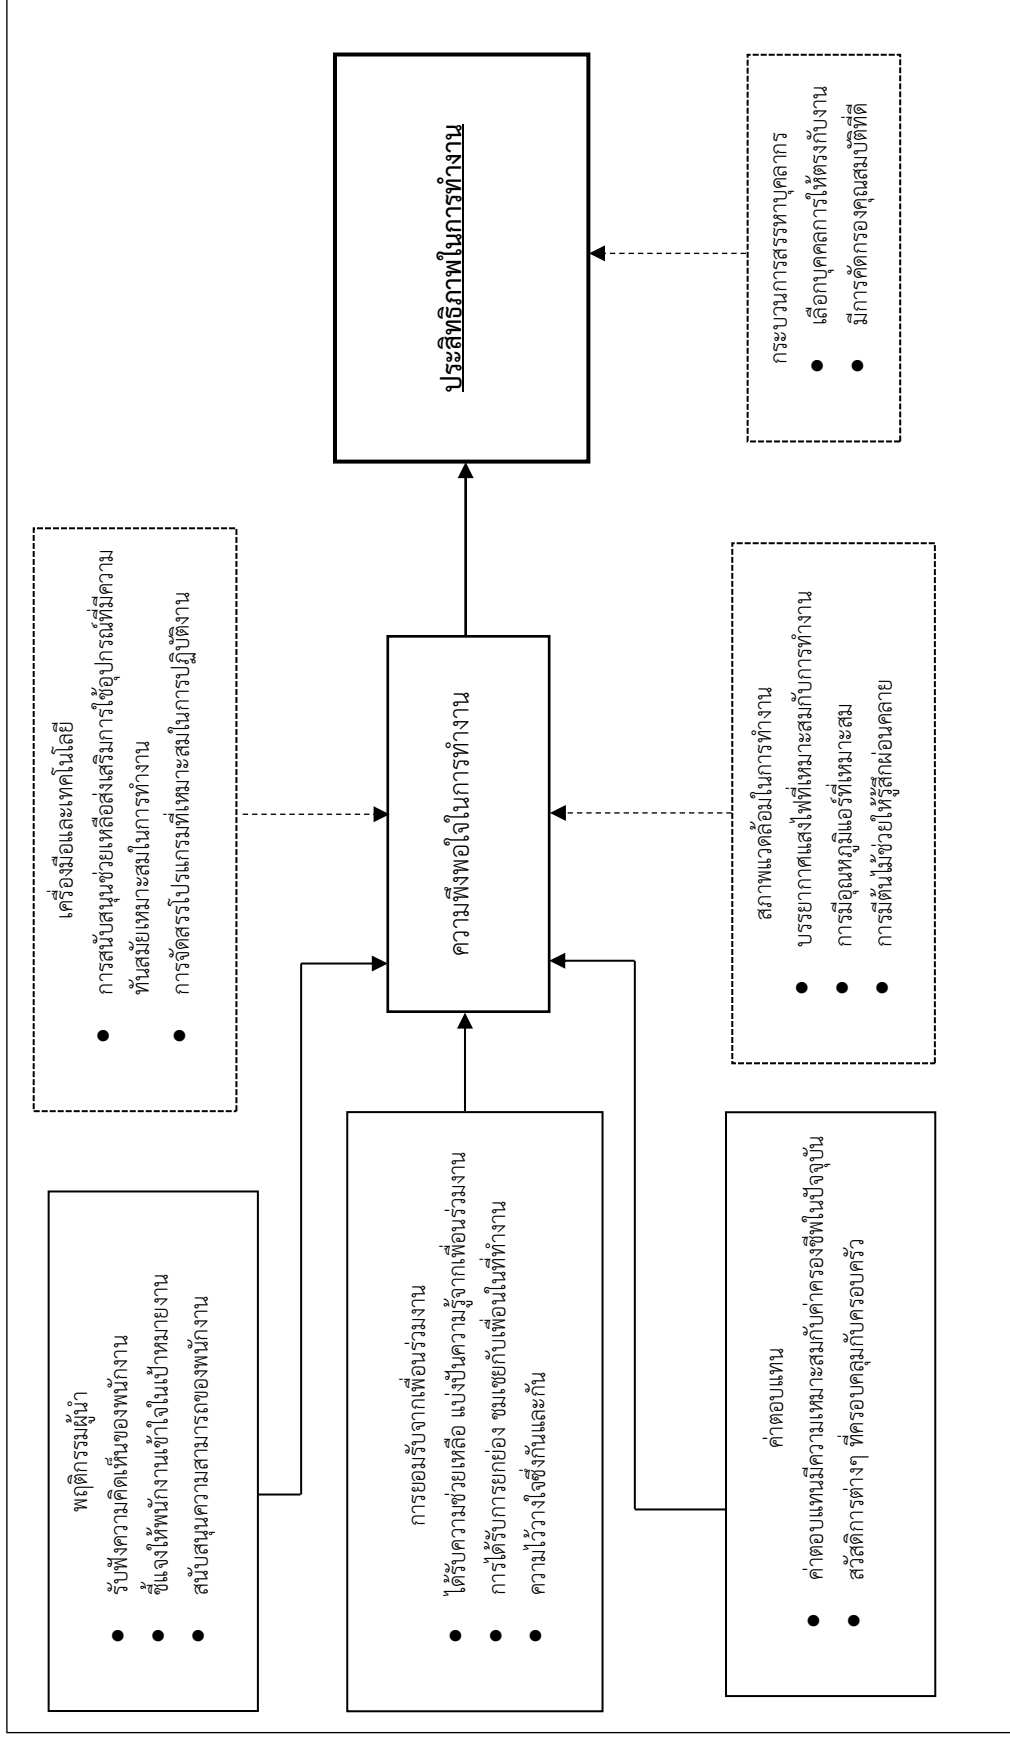 พฤติกรรมผู้นำ
● รับฟังความคิดเห็นของพนักงาน
● ชี้แจงให้พนักงานเข้าใจในเป้าหมายงาน
● สนับสนุนความสามารถของพนักงาน
เครื่องมือและเทคโนโลยี
● การสนับสนุนช่วยเหลือส่งเสริมการใช้อุปกรณ์ที่มีความ
ทันสมัยเหมาะสมในการทำงาน
● การจัดสรรโปรแกรมที่เหมาะสมในการปฏิบัติงาน
การยอมรับจากเพื่อนร่วมงาน
● ได้รับความช่วยเหลือ แบ่งปันความรู้จากเพื่อนร่วมงาน
● การได้รับการยกย่อง ชมเชยกับเพื่อนในที่ทำงาน
● ความไว้วางใจซึ่งกันและกัน
ความพึงพอใจในการทำงาน
ประสิทธิภาพในการทำงาน
ค่าตอบแทน
● ค่าตอบแทนมีความเหมาะสมกับค่าครองชีพในปัจจุบัน
● สวัสดิการต่างๆ ที่ครอบคลุมกับครอบครัว
สภาพแวดล้อมในการทำงาน
● บรรยากาศแสงไฟที่เหมาะสมกับการทำงาน
● การมีอุณหภูมิแอร์ที่เหมาะสม
● การมีต้นไม้ช่วยให้รู้สึกผ่อนคลาย
กระบวนการสรรหาบุคลากร
● เลือกบุคคลการให้ตรงกับงาน
● มีการคัดกรองคุณสมบัติที่ดี